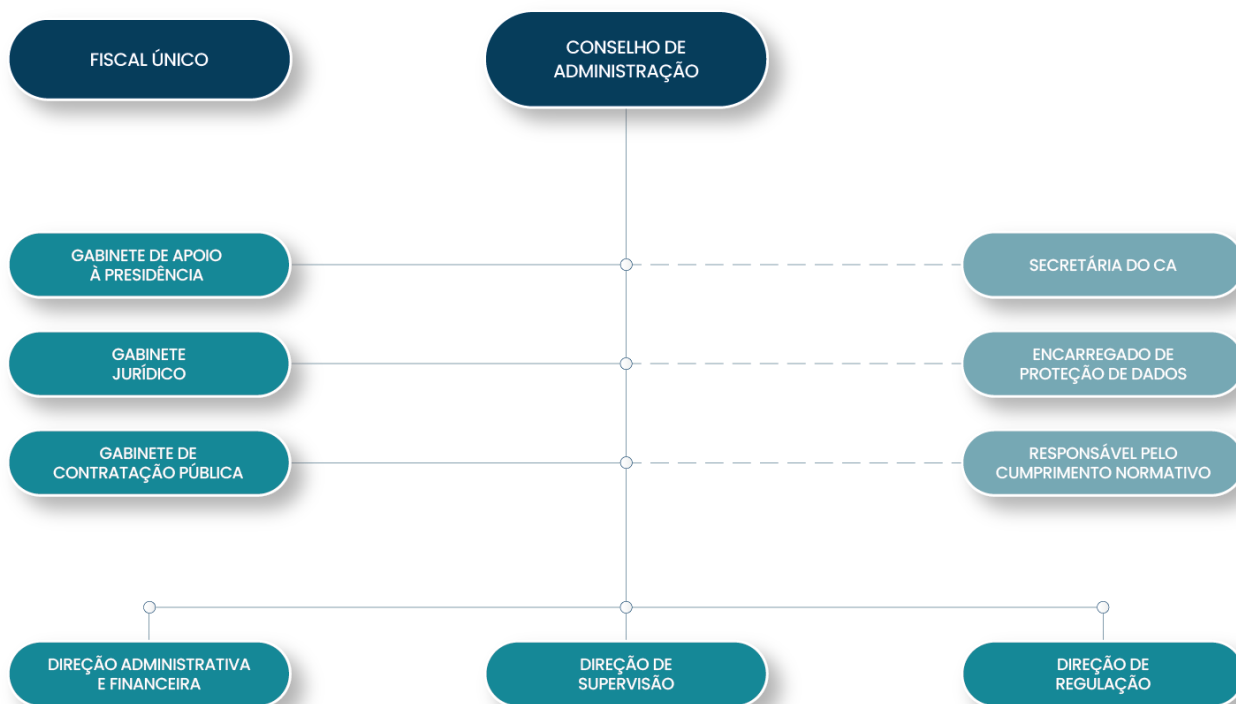 FISCAL ÚNICO
CONSELHO DE
ADMINISTRAÇÃO
GABINETE DE APOIO
À PRESIDÊNCIA
SECRETÁRIA DO CA
GABINETE
JURÍDICO
ENCARREGADO DE
PROTEÇÃO DE DADOS
GABINETE DE
CONTRATAÇÃO PÚBLICA
RESPONSÁVEL PELO
CUMPRIMENTO NORMATIVO
DIREÇÃO ADMINISTRATIVA
E FINANCEIRA
DIREÇÃO DE
SUPERVISÃO
DIREÇÃO DE
REGULAÇÃO